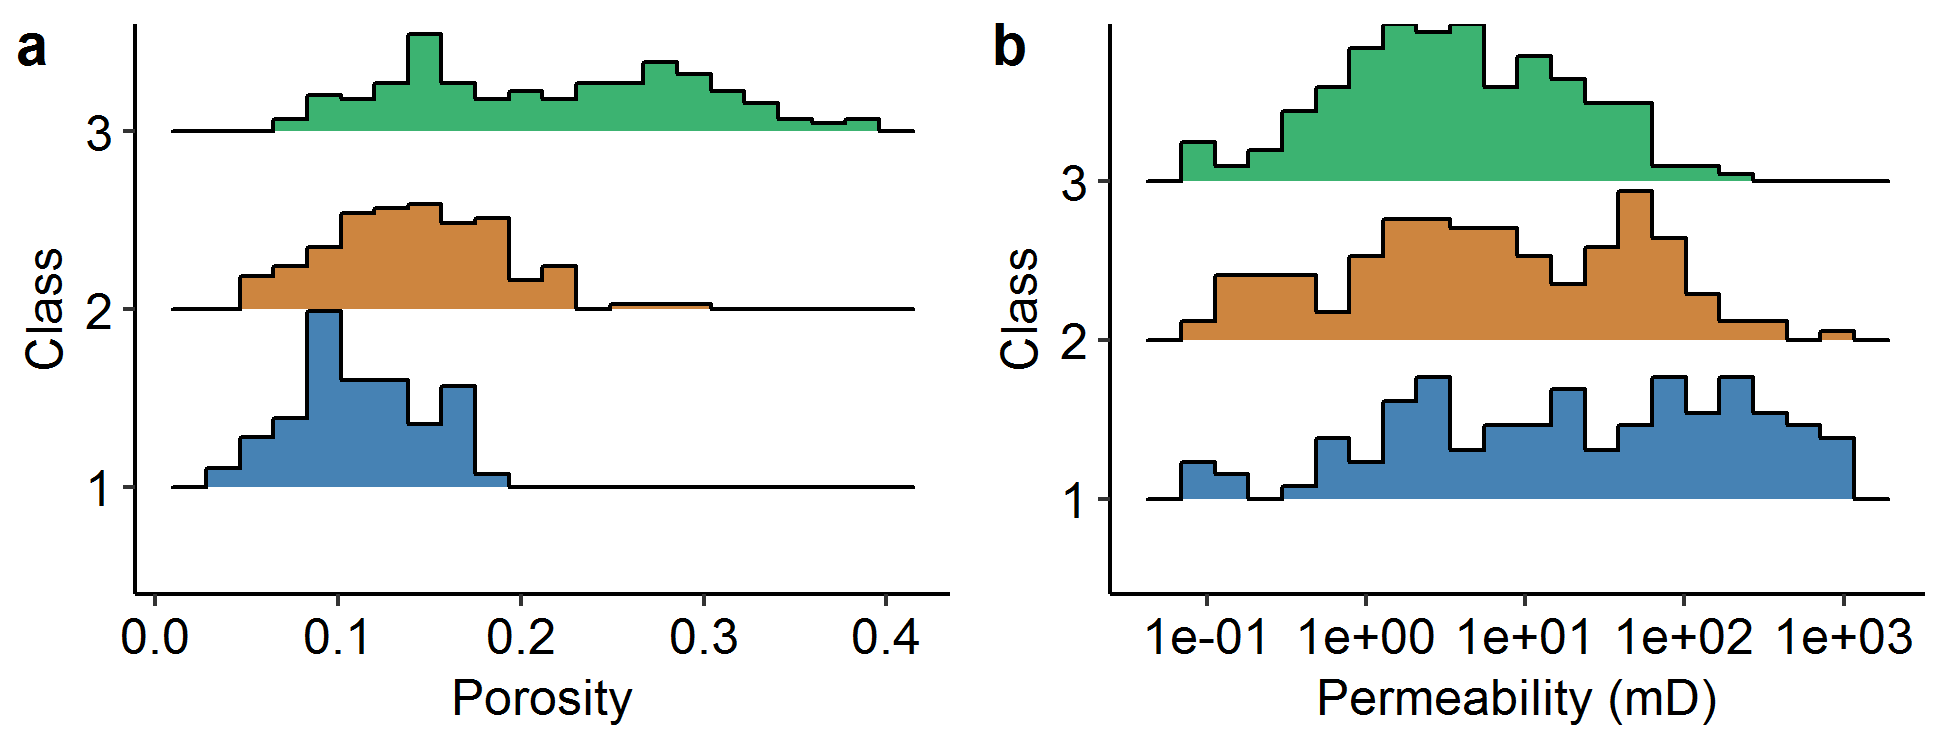 a
Class
3
2
1
0.0 0.1 0.2 0.3 0.4
Porosity
b
Class
3
2
1
1e-01 1e+00 1e+01 1e+02 1e+03
Permeability (mD)